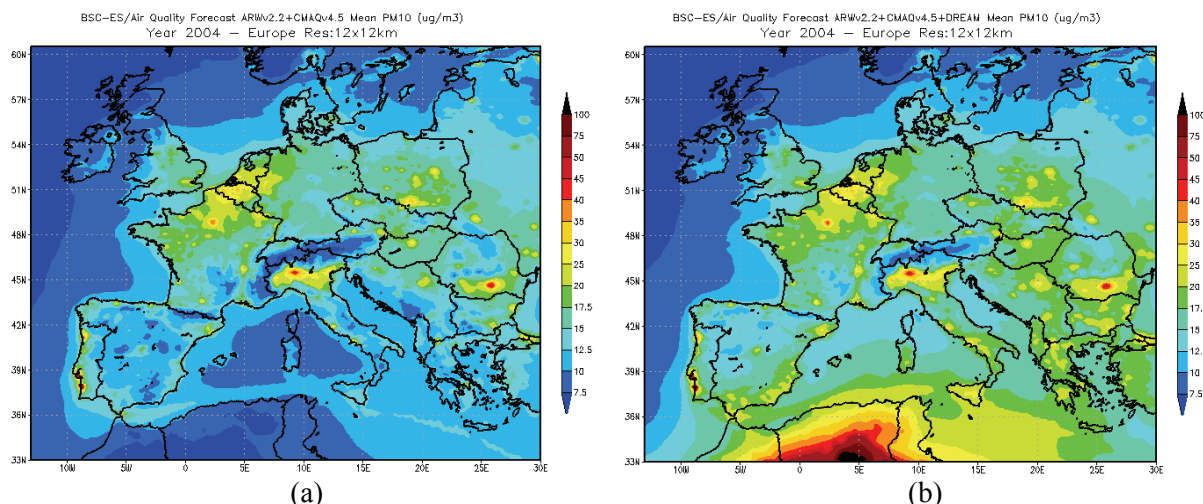 BSC-ES/Air Quality Forecast ARWv2.2+CMAQv4.5 Mean PM10 (ug/m3)
Year 2004 – Europe Res:12x12km
60N
57N
54N
51N
48N
45N
42N
39N
36N
33N
10W
5W
0
5E
10E
15E
20E
25E
30E
100
75
50
45
40
35
30
25
20
17.5
15
12.5
10
7.5
(a)
BSC-ES/Air Quality Forecast ARWv2.2+CMAQv4.5+DREAM Mean PM10 (ug/m3)
Year 2004 – Europe Res:12x12km
60N
57N
54N
51N
48N
45N
42N
39N
36N
33N
10W
5W
0
5E
10E
15E
20E
25E
30E
100
75
50
45
40
35
30
25
20
17.5
15
12.5
10
7.5
(b)